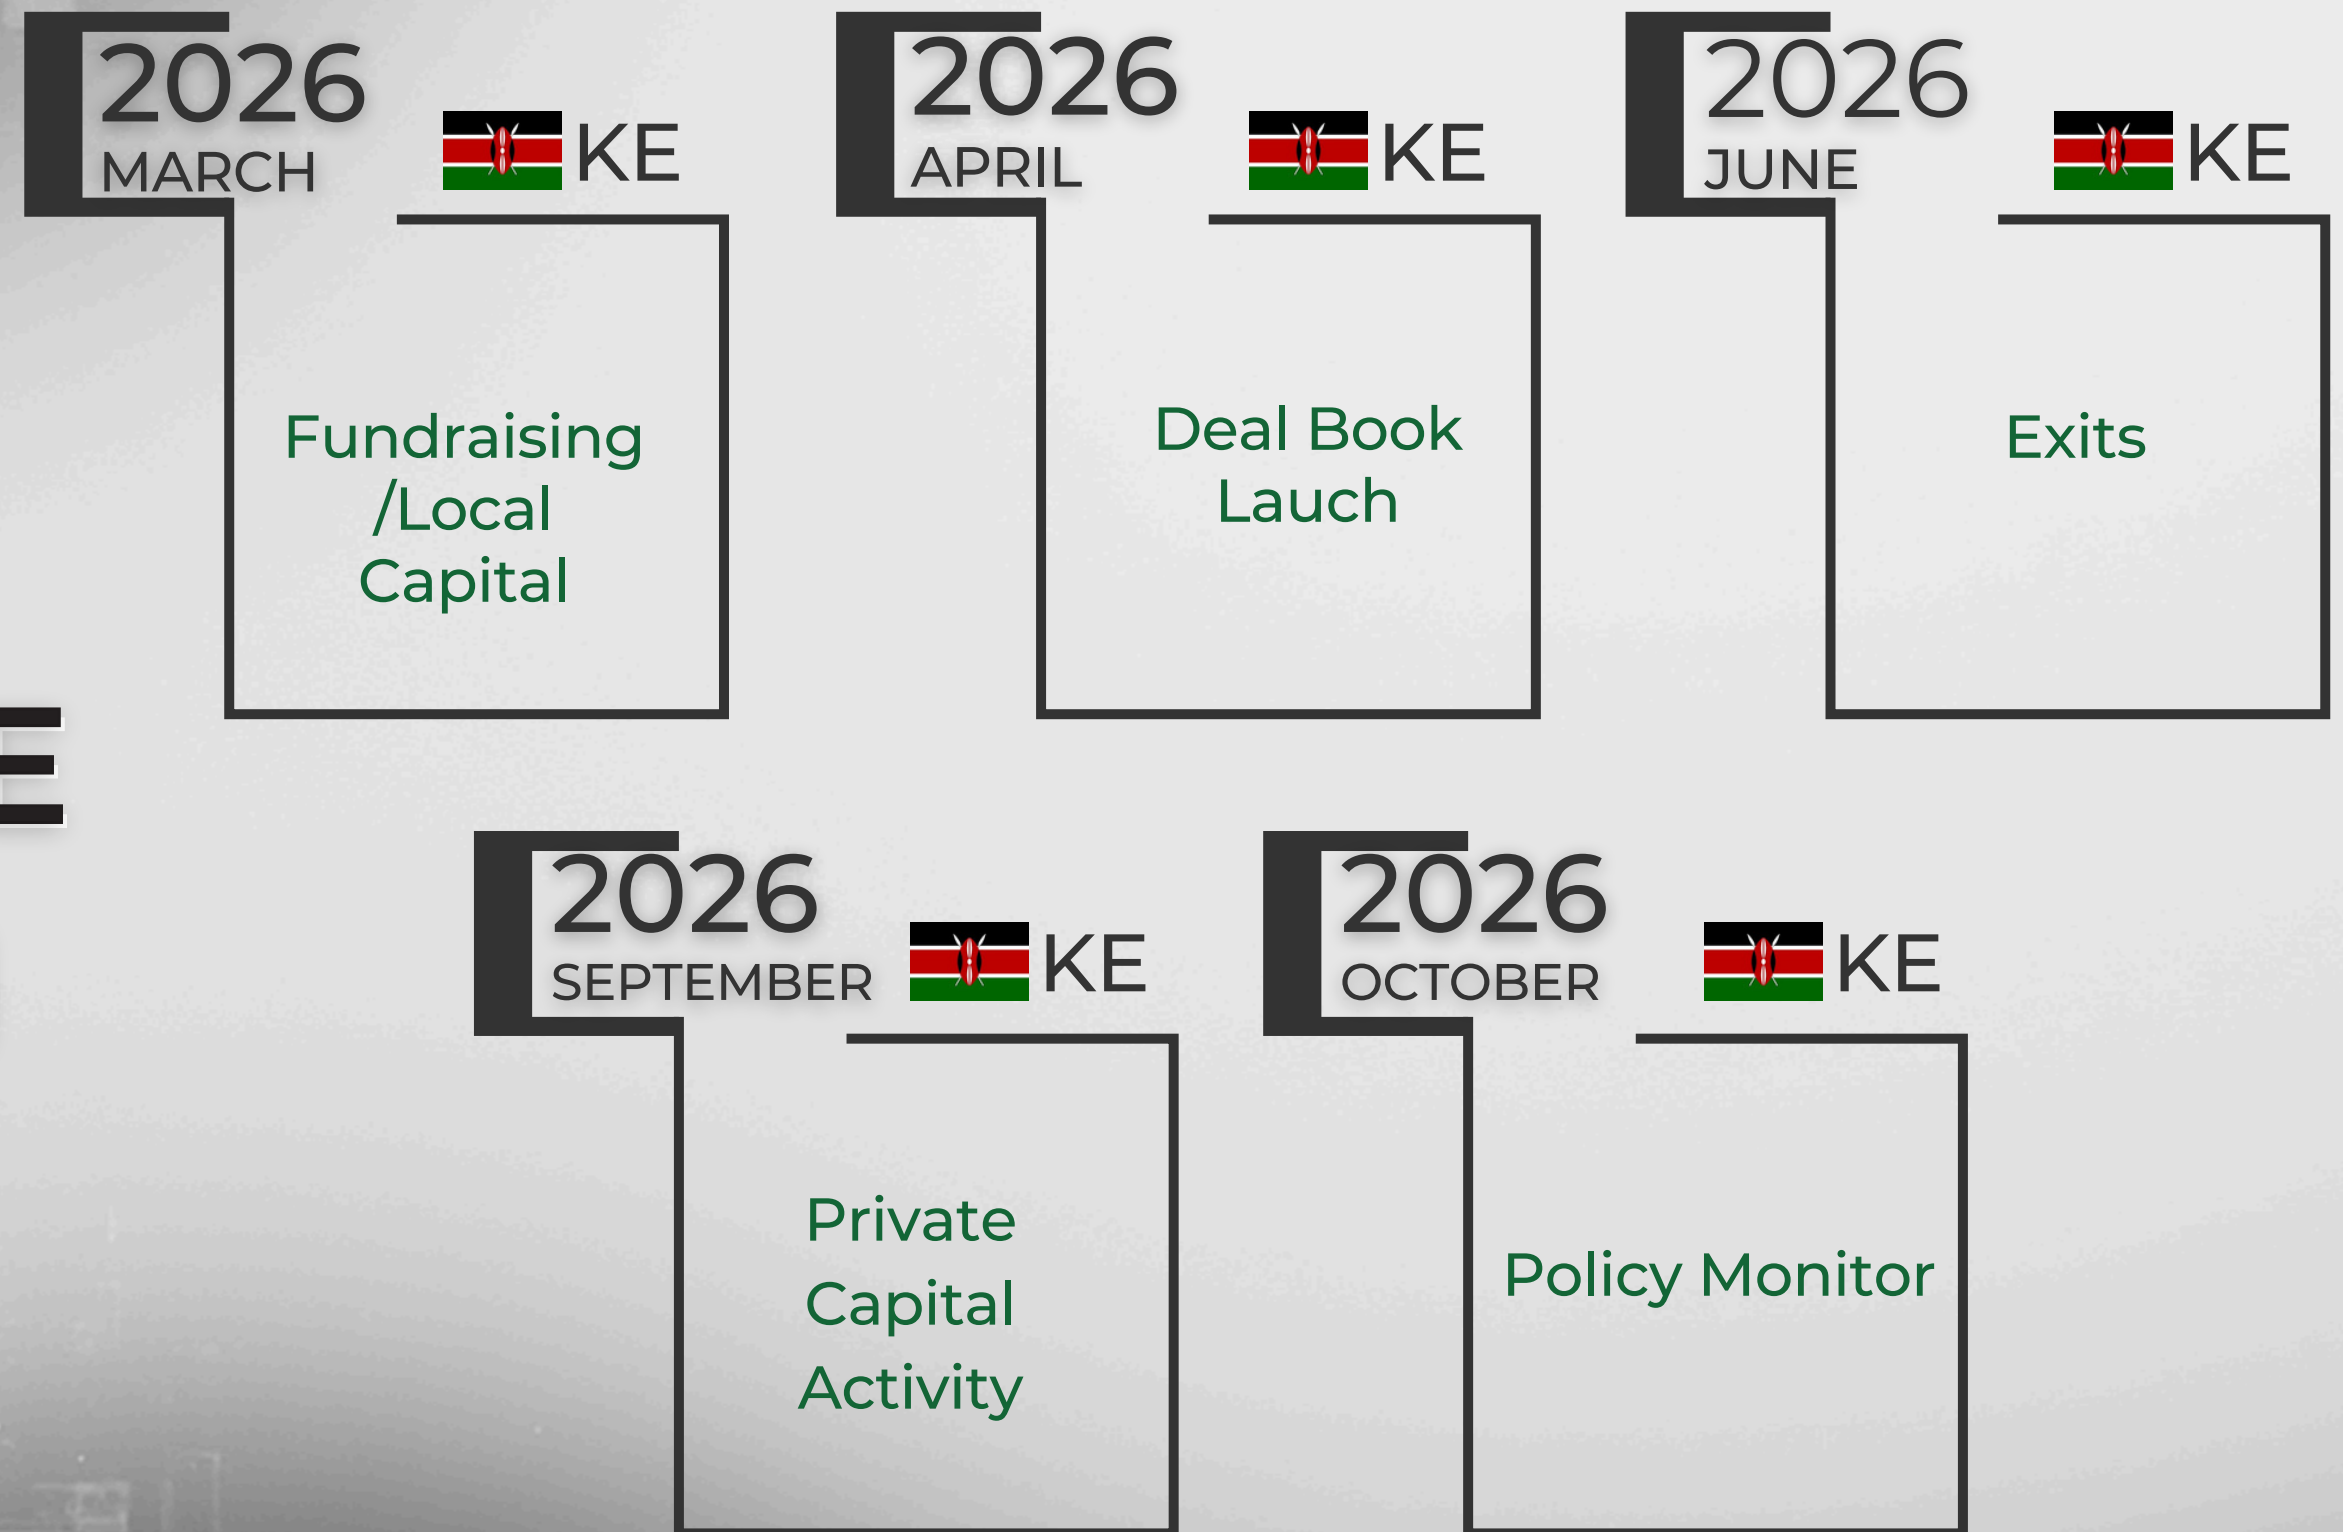 2026
MARCH
KE
Fundraising
/Local
Capital
2026
APRIL
KE
Deal Book
Lauch
2026
JUNE
KE
Exits
E
2026
SEPTEMBER
KE
Private
Capital
Activity
2026
OCTOBER
KE
Policy Monitor